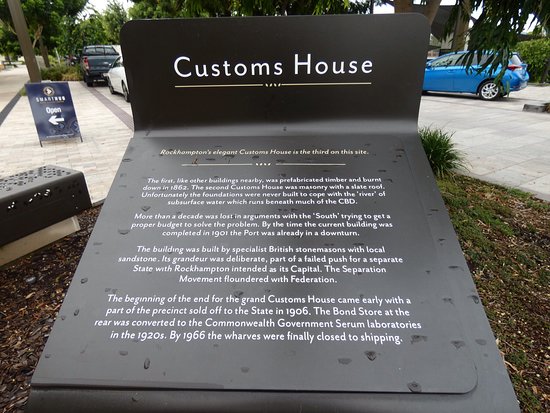 SMARTHUB
Open
Customs House
Rockhampton's elegant Customs House is the third on this site.
The first, like other buildings nearby, was prefabricated timber and burnt
down in 1862. The second Customs House was masonry with a slate roof.
Unfortunately the foundations were never built to cope with the 'river' of
subsurface water which runs beneath much of the CBD.
More than a decade was lost in arguments with the 'South' trying to get a
proper budget to solve the problem. By the time the current building was
completed in 1901 the Port was already in a downturn.
The building was built by specialist British stonemasons with local
sandstone. Its grandeur was deliberate, part of a failed push for a separate
State with Rockhampton intended as its Capital. The Separation
Movement floundered with Federation.
The beginning of the end for the grand Customs House came early with a
part of the precinct sold off to the State in 1906. The Bond Store at the
rear was converted to the Commonwealth Government Serum laboratories
in the 1920s. By 1966 the wharves were finally closed to shipping.